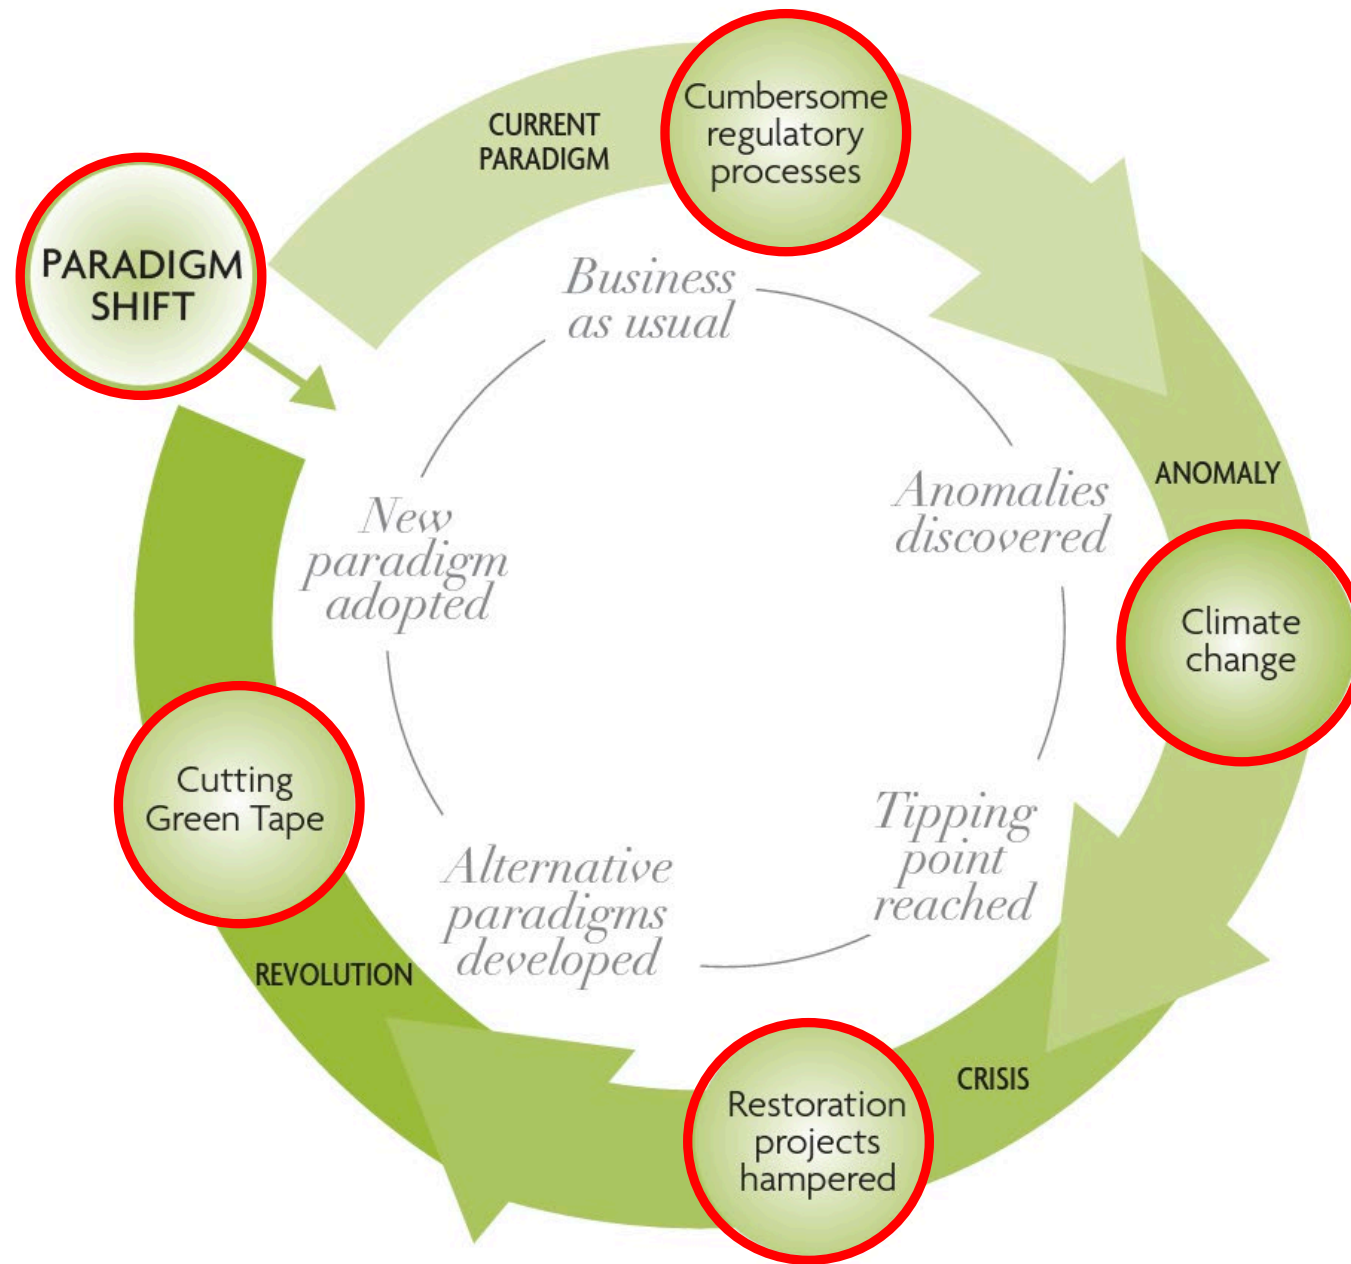 CURRENT
PARADIGM
Cumbersome
regulatory
processes
PARADIGM
SHIFT
Business
as usual
ANOMALY
Anomalies
discovered
New
paradigm
adopted
Climate
change
Cutting
Green Tape
Tipping
point
reached
Alternative
paradigms
developed
REVOLUTION
CRISIS
Restoration
projects
hampered